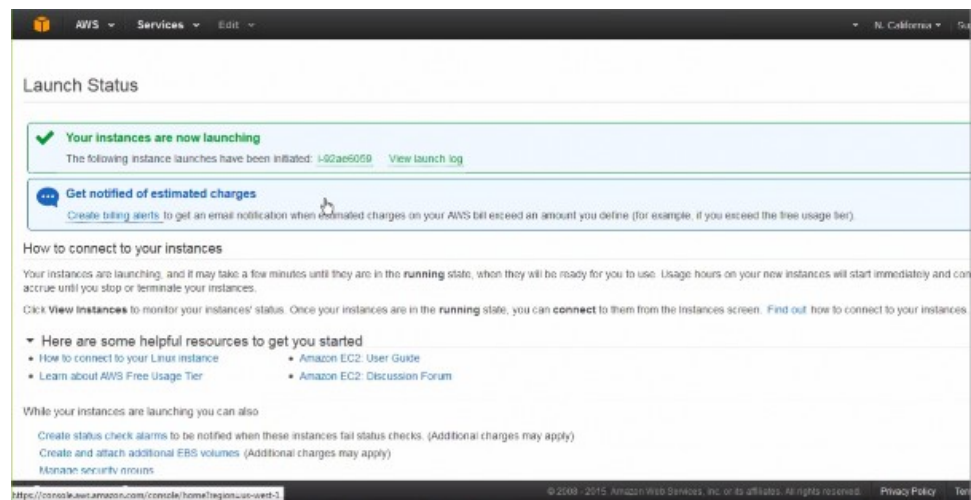 AWS Services Edit N. California Su
Launch Status
Your instances are now launching
The following instance launches have been initiated: i-92ae6059 View launch log
Get notified of estimated charges
Create billing alerts to get an email notification when estimated charges on your AWS bill exceed an amount you define (for example, if you exceed the free usage tier).
How to connect to your instances
Your instances are launching, and it may take a few minutes until they are in the running state, when they will be ready for you to use. Usage hours on your new instances will start immediately and con
accrue until you stop or terminate your instances.
Click View Instances to monitor your instances' status. Once your instances are in the running state, you can connect to them from the Instances screen. Find out how to connect to your instances.
Here are some helpful resources to get you started
• How to connect to your Linux instance • Amazon EC2: User Guide
• Learn about AWS Free Usage Tier • Amazon EC2: Discussion Forum
While your instances are launching you can also
Create status check alarms to be notified when these instances fail status checks. (Additional charges may apply)
Create and attach additional EBS volumes (Additional charges may apply)
Manage security groups
https://console.aws.amazon.com/console/home?region=us-west-1 © 2008 - 2015, Amazon Web Services, Inc. or its affiliates. All rights reserved. Privacy Policy Ter